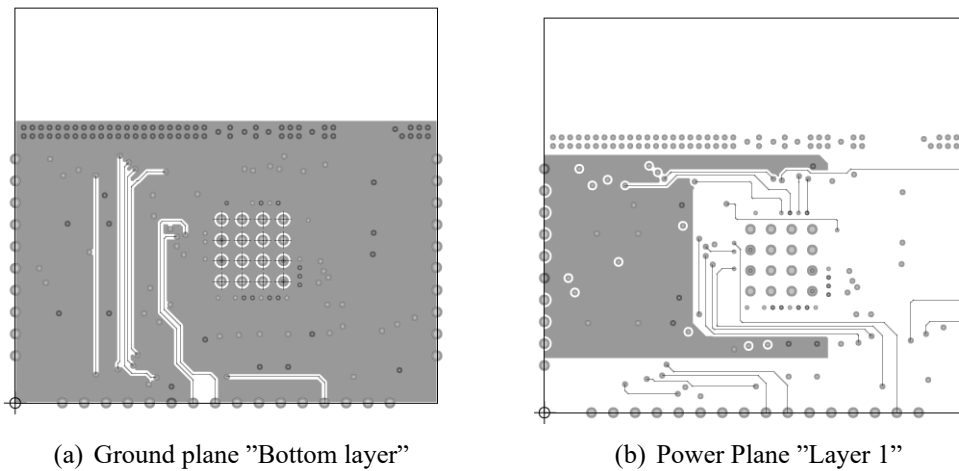 (a) Ground plane ”Bottom layer”
(b) Power Plane ”Layer 1”